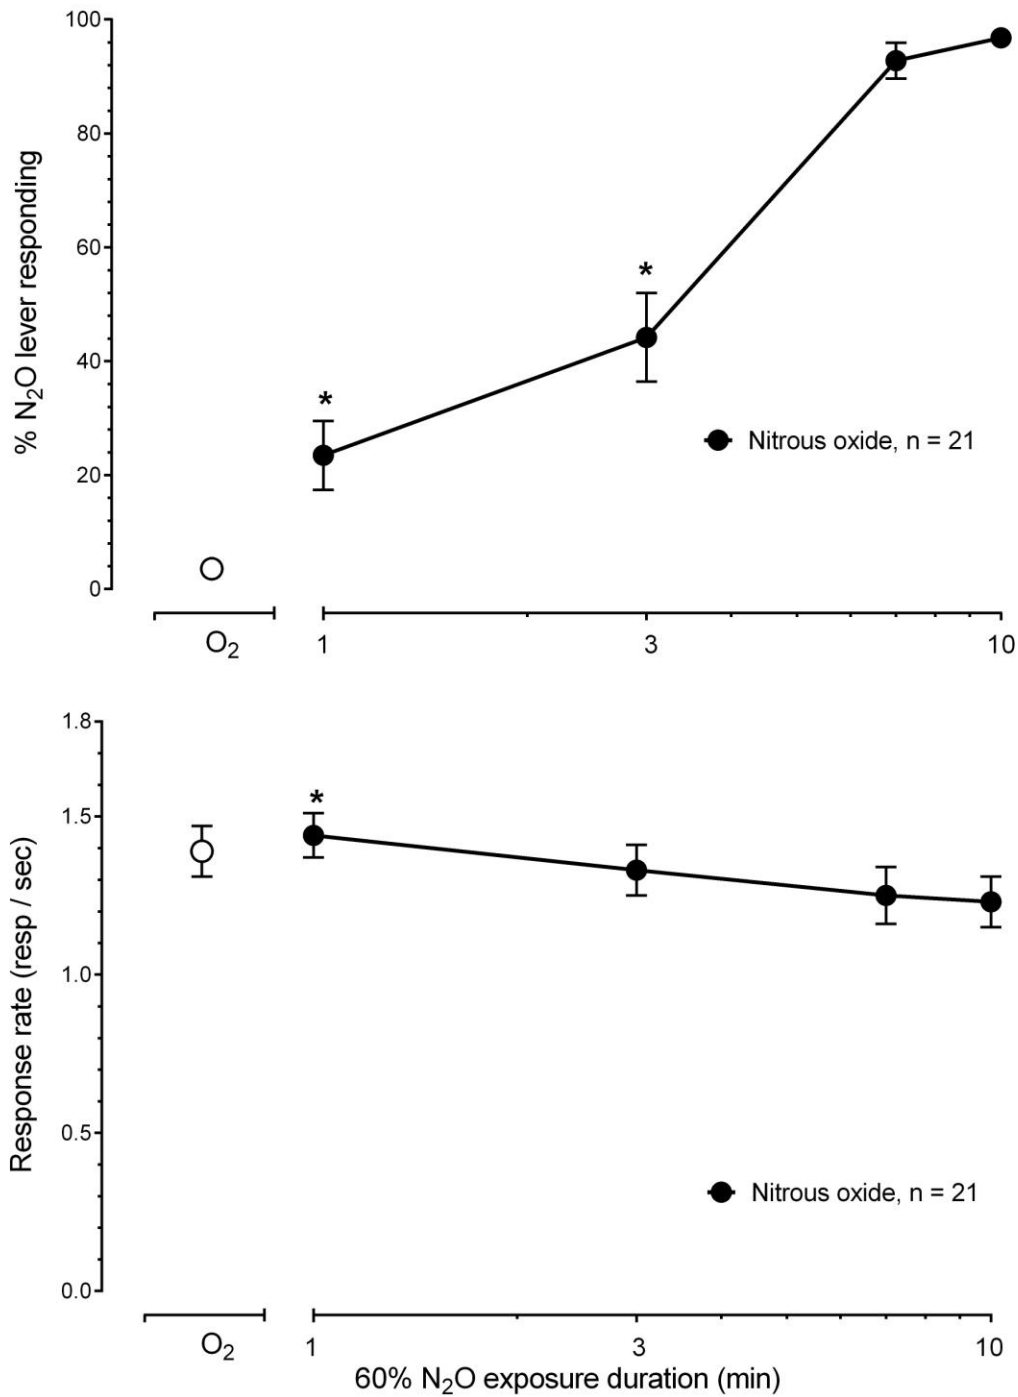 100
80
60
40
20
0
% N₂O lever responding
*
*
Nitrous oxide, n = 21
O₂
1
3
10
1.8
1.5
1.0
0.5
0.0
Response rate (resp / sec)
*
Nitrous oxide, n = 21
O₂
1
3
10
60% N₂O exposure duration (min)